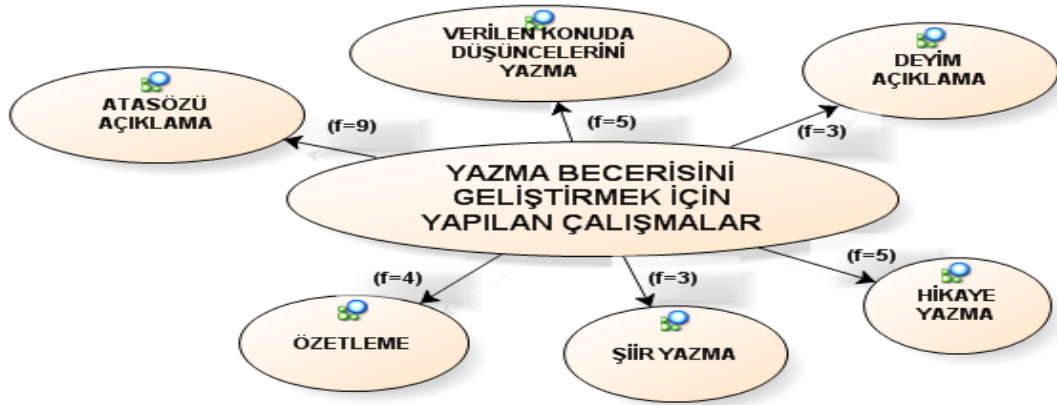 VERİLEN KONUDA
DÜŞÜNCELERİNİ
YAZMA
DEYİM
AÇIKLAMA
ATASÖZÜ
AÇIKLAMA
(f=9)
(f=5)
(f=3)
YAZMA BECERİSİNİ
GELİŞTİRMEK İÇİN
YAPILAN ÇALIŞMALAR
(f=4)
(f=3)
(f=5)
ÖZETLEME
ŞİİR YAZMA
HİKAYE
YAZMA